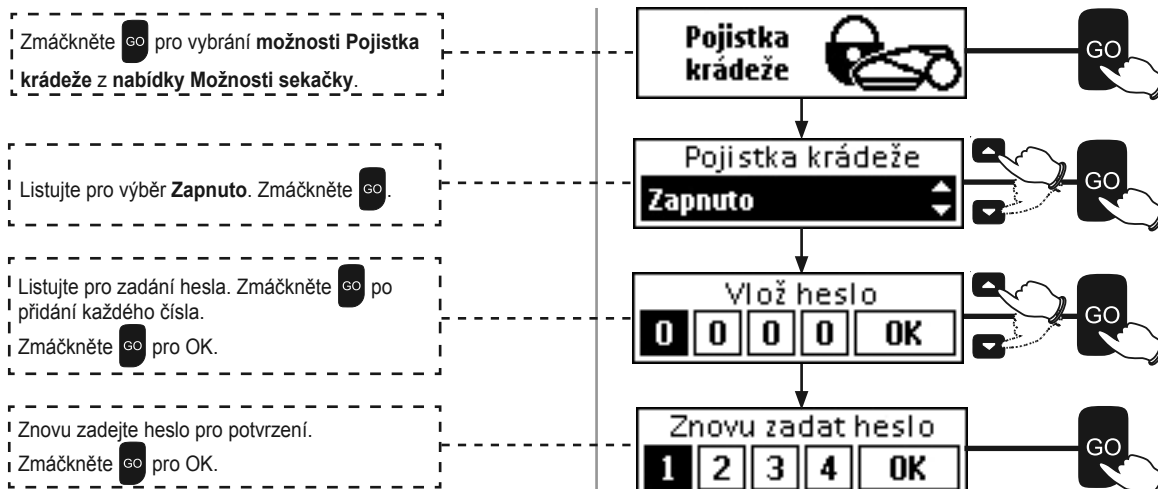 Zmáčkněte GO pro vybrání možnosti Pojistka
krádeže z nabídky Možnosti sekačky.
Pojistka
krádeže
GO
Listujte pro výběr Zapnuto. Zmáčkněte GO.
Pojistka krádeže
Zapnuto
GO
Listujte pro zadání hesla. Zmáčkněte GO po
přidání každého čísla.
Zmáčkněte GO pro OK.
Vlož heslo
0 0 0 0 OK
GO
Znovu zadejte heslo pro potvrzení.
Zmáčkněte GO pro OK.
Znovu zadat heslo
1 2 3 4 OK
GO